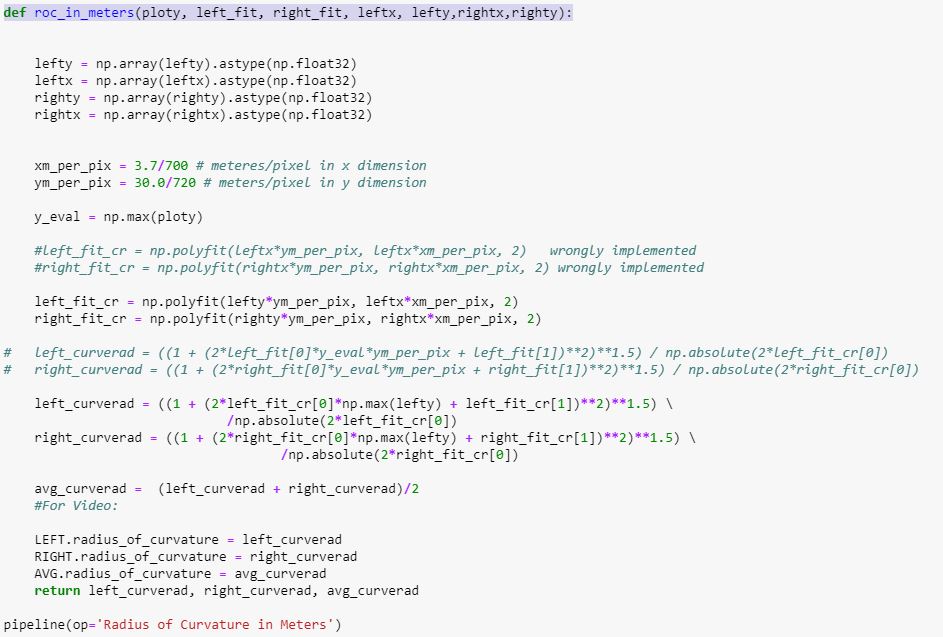 def roc_in_meters(ploty, left_fit, right_fit, leftx, lefty,rightx,righty):
lefty = np.array(lefty).astype(np.float32)
leftx = np.array(leftx).astype(np.float32)
righty = np.array(righty).astype(np.float32)
rightx = np.array(rightx).astype(np.float32)
xm_per_pix = 3.7/700 # meteres/pixel in x dimension
ym_per_pix = 30.0/720 # meters/pixel in y dimension
y_eval = np.max(ploty)
#left_fit_cr = np.polyfit(leftx*ym_per_pix, leftx*xm_per_pix, 2)   wrongly implemented
#right_fit_cr = np.polyfit(rightx*ym_per_pix, rightx*xm_per_pix, 2) wrongly implemented
left_fit_cr = np.polyfit(lefty*ym_per_pix, leftx*xm_per_pix, 2)
right_fit_cr = np.polyfit(righty*ym_per_pix, rightx*xm_per_pix, 2)
#   left_curverad = ((1 + (2*left_fit[0]*y_eval*ym_per_pix + left_fit[1])**2)**1.5) / np.absolute(2*left_fit_cr[0])
#   right_curverad = ((1 + (2*right_fit[0]*y_eval*ym_per_pix + right_fit[1])**2)**1.5) / np.absolute(2*right_fit_cr[0])
left_curverad = ((1 + (2*left_fit_cr[0]*np.max(lefty) + left_fit_cr[1])**2)**1.5) \
/np.absolute(2*left_fit_cr[0])
right_curverad = ((1 + (2*right_fit_cr[0]*np.max(lefty) + right_fit_cr[1])**2)**1.5) \
/np.absolute(2*right_fit_cr[0])
avg_curverad =  (left_curverad + right_curverad)/2
#For Video:
LEFT.radius_of_curvature = left_curverad
RIGHT.radius_of_curvature = right_curverad
AVG.radius_of_curvature = avg_curverad
return left_curverad, right_curverad, avg_curverad
pipeline(op='Radius of Curvature in Meters')